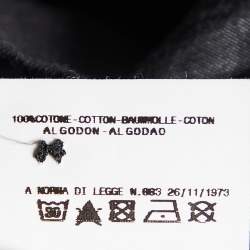 100%COTONE-COTTON-BAUMWOLLE-COTON
ALGODON-ALGODAO
A NORMA DI LEGGE N.883 26/11/1973
30